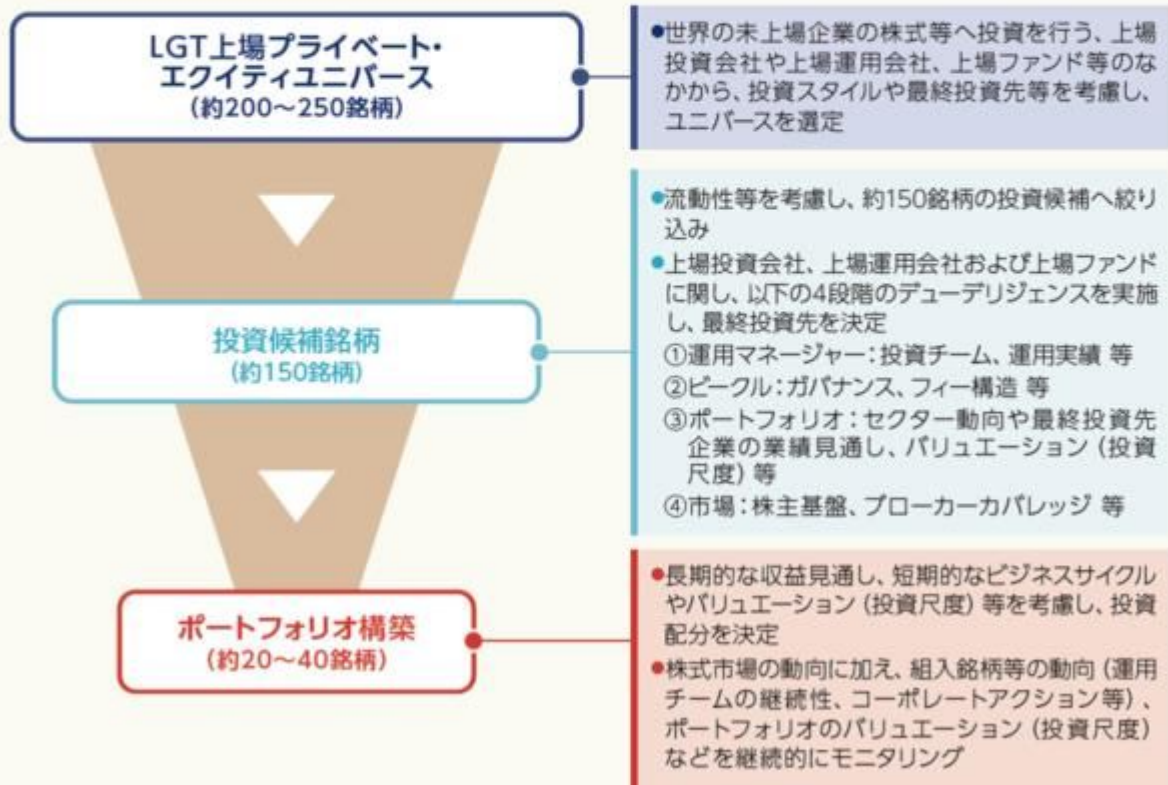 LGT上場プライベート・
エクイティユニバース
(約200～250銘柄)
●世界の未上場企業の株式等へ投資を行う、上場
投資会社や上場運用会社、上場ファンド等のな
かから、投資スタイルや最終投資先等を考慮し、
ユニバースを選定
投資候補銘柄
(約150銘柄)
●流動性等を考慮し、約150銘柄の投資候補へ絞り
込み
●上場投資会社、上場運用会社および上場ファンド
に関し、以下の4段階のデューデリジェンスを実施
し、最終投資先を決定
①運用マネージャー：投資チーム、運用実績 等
②ビークル：ガバナンス、フィー構造 等
③ポートフォリオ：セクター動向や最終投資先
企業の業績見通し、バリュエーション（投資
尺度）等
④市場：株主基盤、ブローカーカバレッジ 等
ポートフォリオ構築
(約20～40銘柄)
●長期的な収益見通し、短期的なビジネスサイクル
やバリュエーション（投資尺度）等を考慮し、投資
配分を決定
●株式市場の動向に加え、組入銘柄等の動向（運用
チームの継続性、コーポレートアクション等）、
ポートフォリオのバリュエーション（投資尺度）
などを継続的にモニタリング